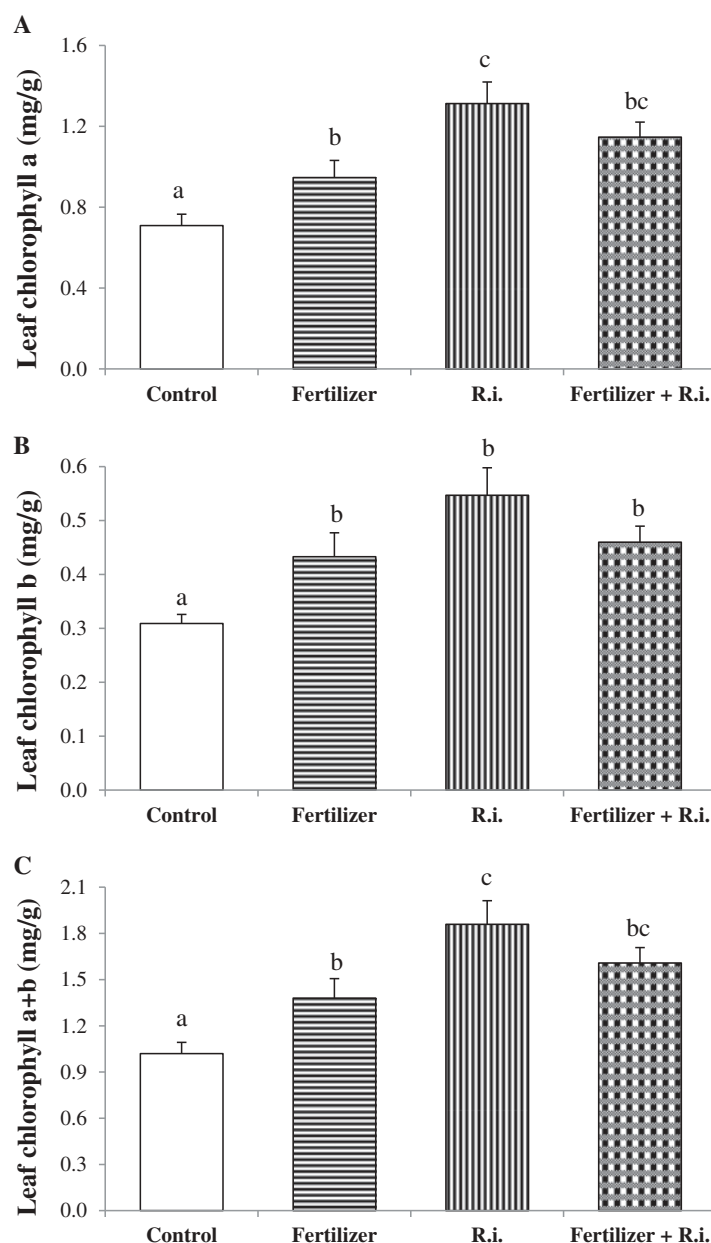 A
Leaf chlorophyll a (mg/g)
1.6
1.2
0.8
0.4
0.0
a
b
c
bc
Control Fertilizer R.i. Fertilizer + R.i.
B
Leaf chlorophyll b (mg/g)
0.6
0.5
0.4
0.3
0.2
0.1
0.0
a
b
b
b
Control Fertilizer R.i. Fertilizer + R.i.
C
Leaf chlorophyll a+b (mg/g)
2.1
1.8
1.5
1.2
0.9
0.6
0.3
0.0
a
b
c
bc
Control Fertilizer R.i. Fertilizer + R.i.